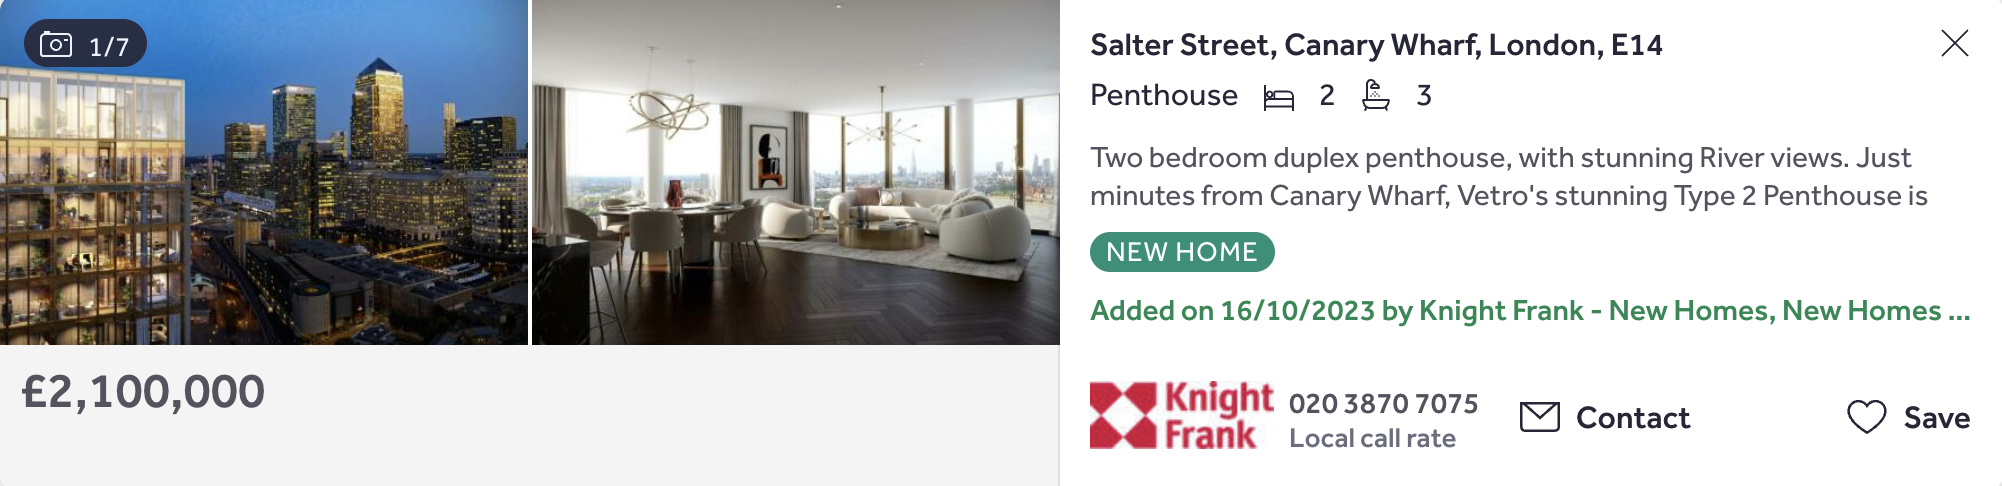 1/7
£2,100,000
Salter Street, Canary Wharf, London, E14
Penthouse 2 3
Two bedroom duplex penthouse, with stunning River views. Just
minutes from Canary Wharf, Vetro's stunning Type 2 Penthouse is
NEW HOME
Added on 16/10/2023 by Knight Frank - New Homes, New Homes ...
Knight
Frank
020 3870 7075
Local call rate
Contact
Save